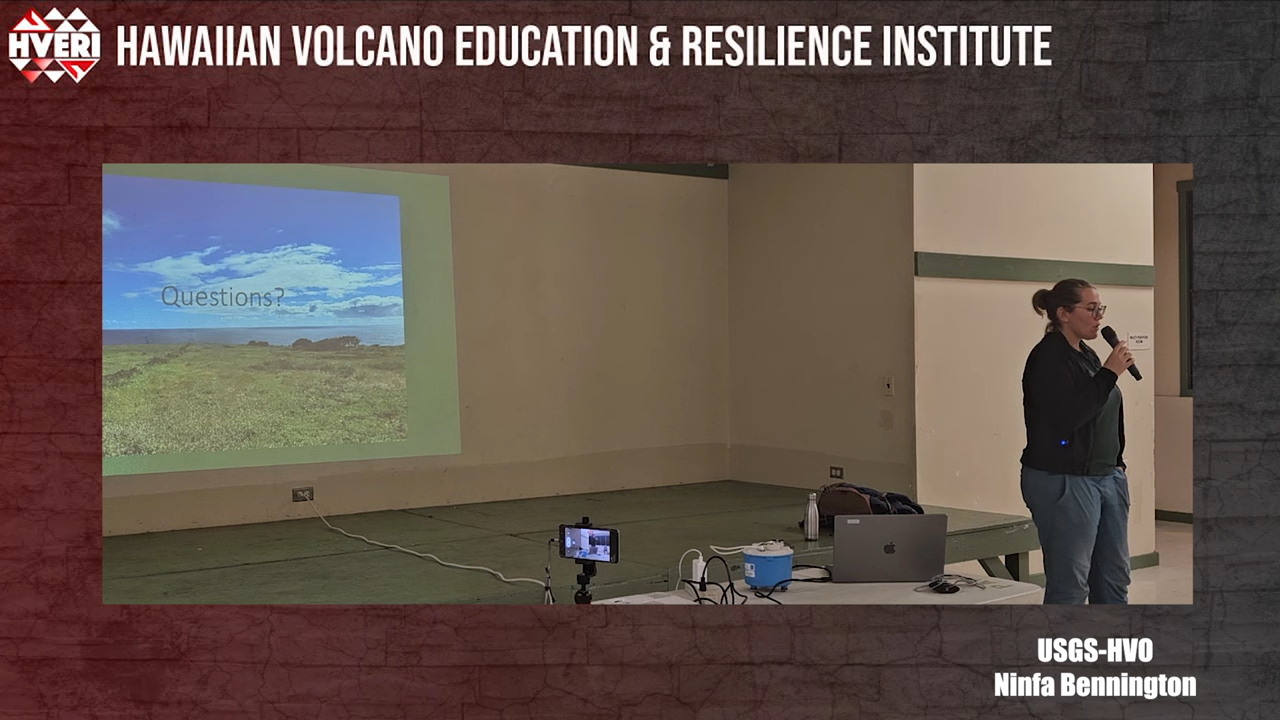 HVERI
HAWAIIAN VOLCANO EDUCATION & RESILIENCE INSTITUTE
Questions?
USGS-HVO
Ninfa Bennington